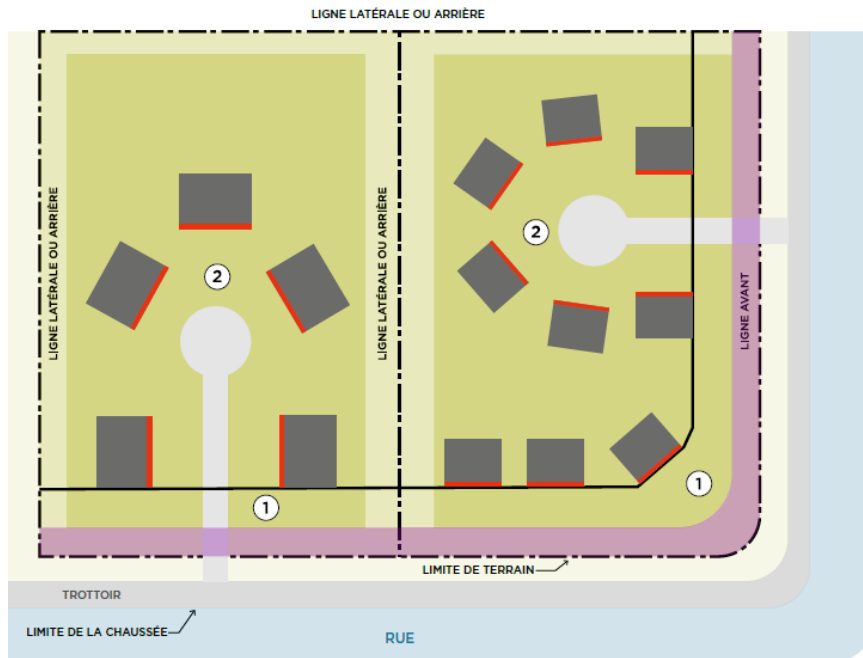 LIGNE LATÉRALE OU ARRIÈRE
LIGNE LATÉRALE OU ARRIÈRE
2
1
LIGNE LATÉRALE OU ARRIÈRE
2
1
LIGNE AVANT
LIMITE DE TERRAIN
TROTTOIR
LIMITE DE LA CHAUSSÉE
RUE